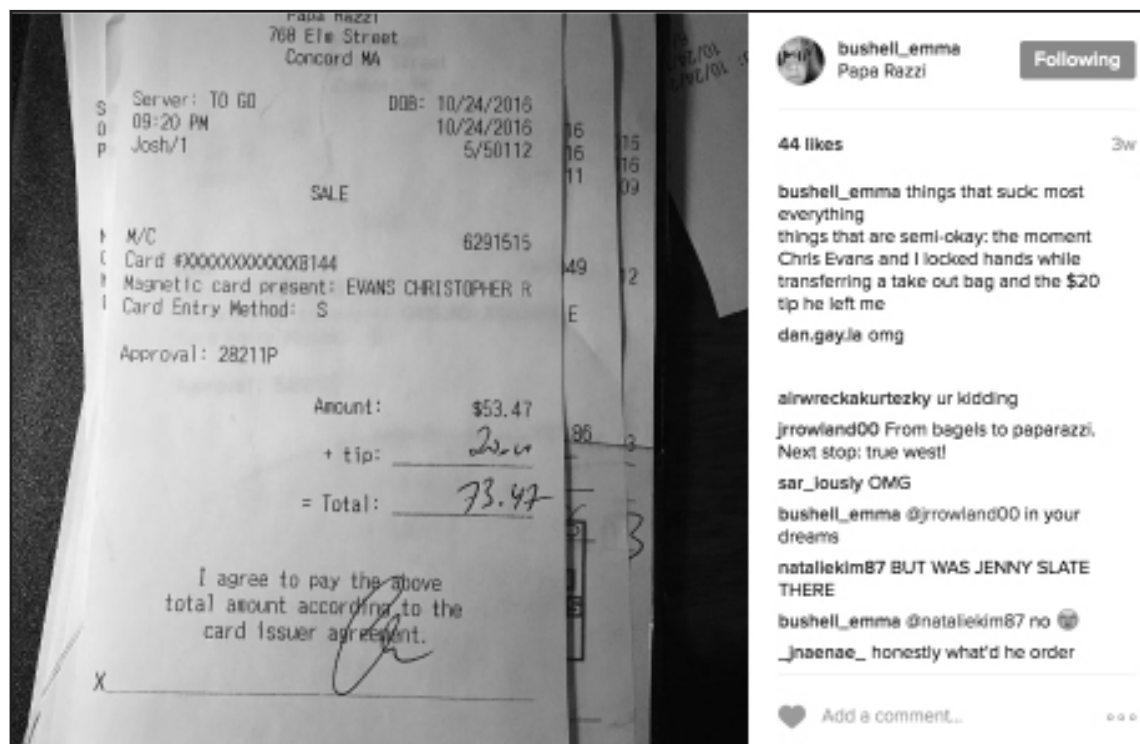 Papa Razzi
768 Elm Street
Concord MA
Server: TO GO
DOB: 10/24/2016
09:20 PM
10/24/2016
Josh/1
5/50112
SALE
M/C
6291515
Card #XXXXXXXXXXXX8144
Magnetic card present: EVANS CHRISTOPHER R
Card Entry Method: S
Approval: 28211P
Amount: $53.47
+ tip: 20.00
= Total: 73.47
I agree to pay the above
total amount according to the
card issuer agreement.
X
bushell_emma
Papa Razzi
Following
44 likes
3w
bushell_emma things that suck: most
everything
things that are semi-okay: the moment
Chris Evans and I locked hands while
transferring a take out bag and the $20
tip he left me
dan.gay.la omg
airwreckakurtezky ur kidding
jrrowland00 From bagels to paparazzi.
Next stop: true west!
sar_iously OMG
bushell_emma @jrrowland00 in your
dreams
nataliekim87 BUT WAS JENNY SLATE
THERE
bushell_emma @nataliekim87 no
_jnaenae_ honestly what'd he order
Add a comment...